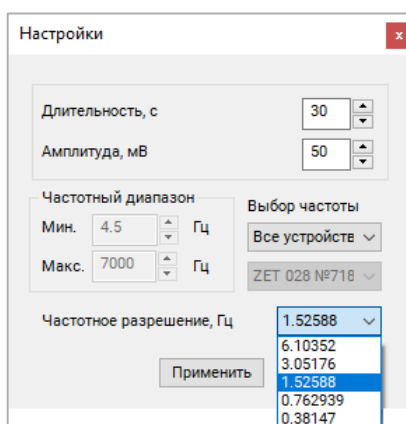 Настройки
x
Длительность, с 30
Амплитуда, мВ 50
Частотный диапазон
Мин. 4.5 Гц
Макс. 7000 Гц
Выбор частоты
Все устройств
ZET 028 №718
Частотное разрешение, Гц 1.52588
6.10352
3.05176
1.52588
0.762939
0.38147
Применить